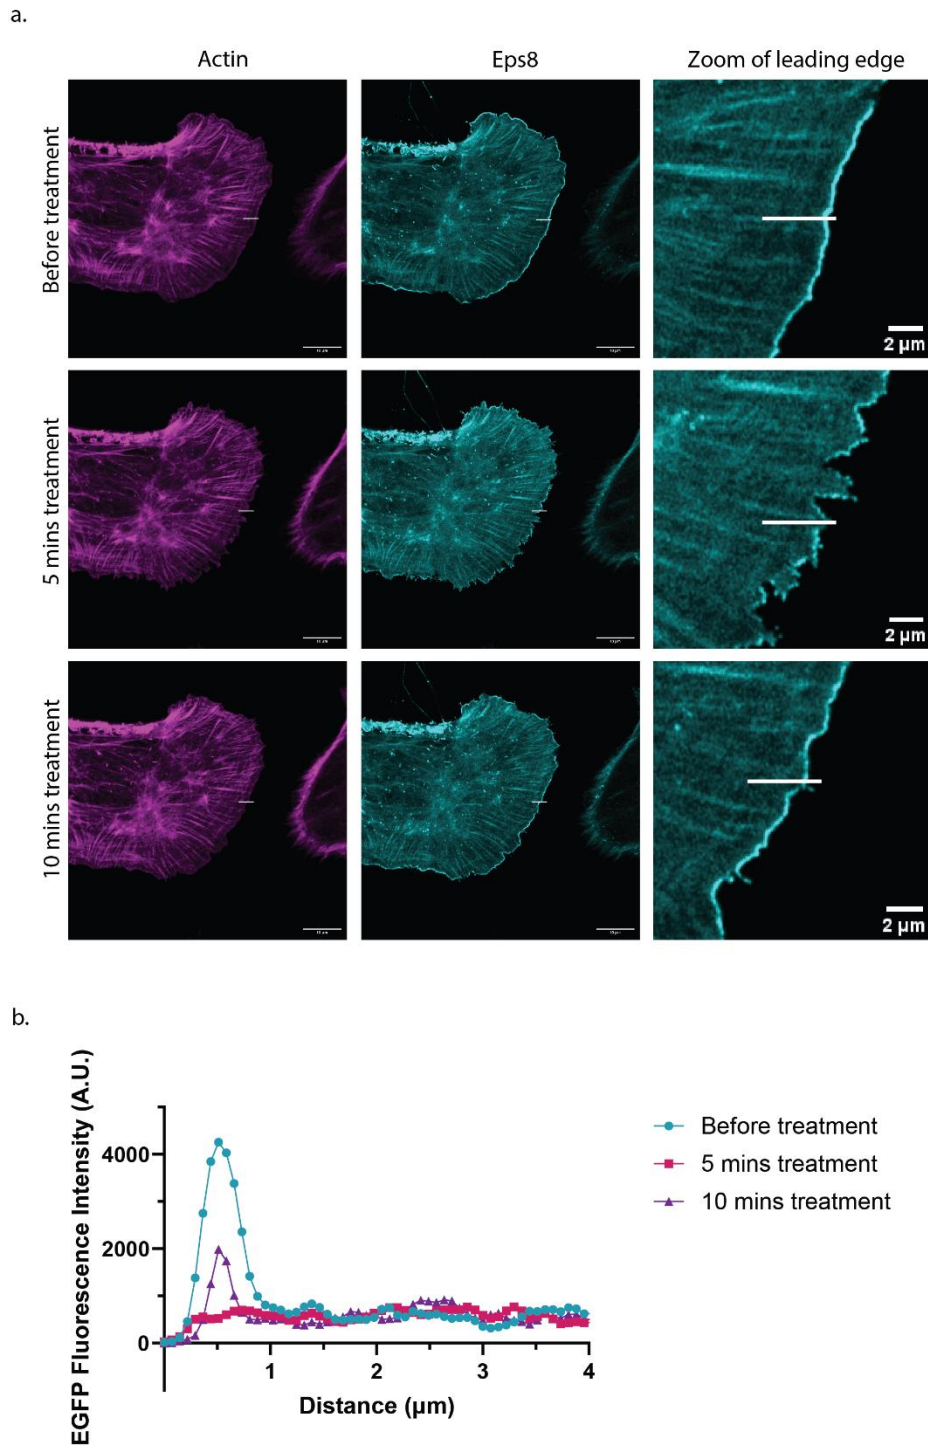 a.
Actin
Eps8
Zoom of leading edge
Before treatment
2 µm
5 mins treatment
2 µm
10 mins treatment
2 µm
b.
EGFP Fluorescence Intensity (A.U.)
4000
2000
0
1
2
3
4
Distance (µm)
Before treatment
5 mins treatment
10 mins treatment